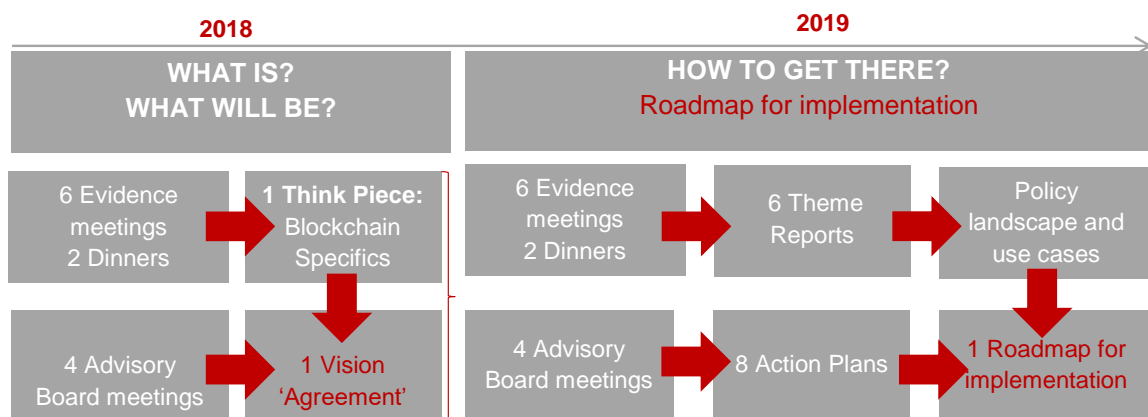 2018
2019
WHAT IS?
WHAT WILL BE?
HOW TO GET THERE?
Roadmap for implementation
6 Evidence
meetings
2 Dinners
1 Think Piece:
Blockchain
Specifics
6 Evidence
meetings
2 Dinners
6 Theme
Reports
Policy
landscape and
use cases
4 Advisory
Board meetings
1 Vision
‘Agreement’
4 Advisory
Board meetings
8 Action Plans
1 Roadmap for
implementation